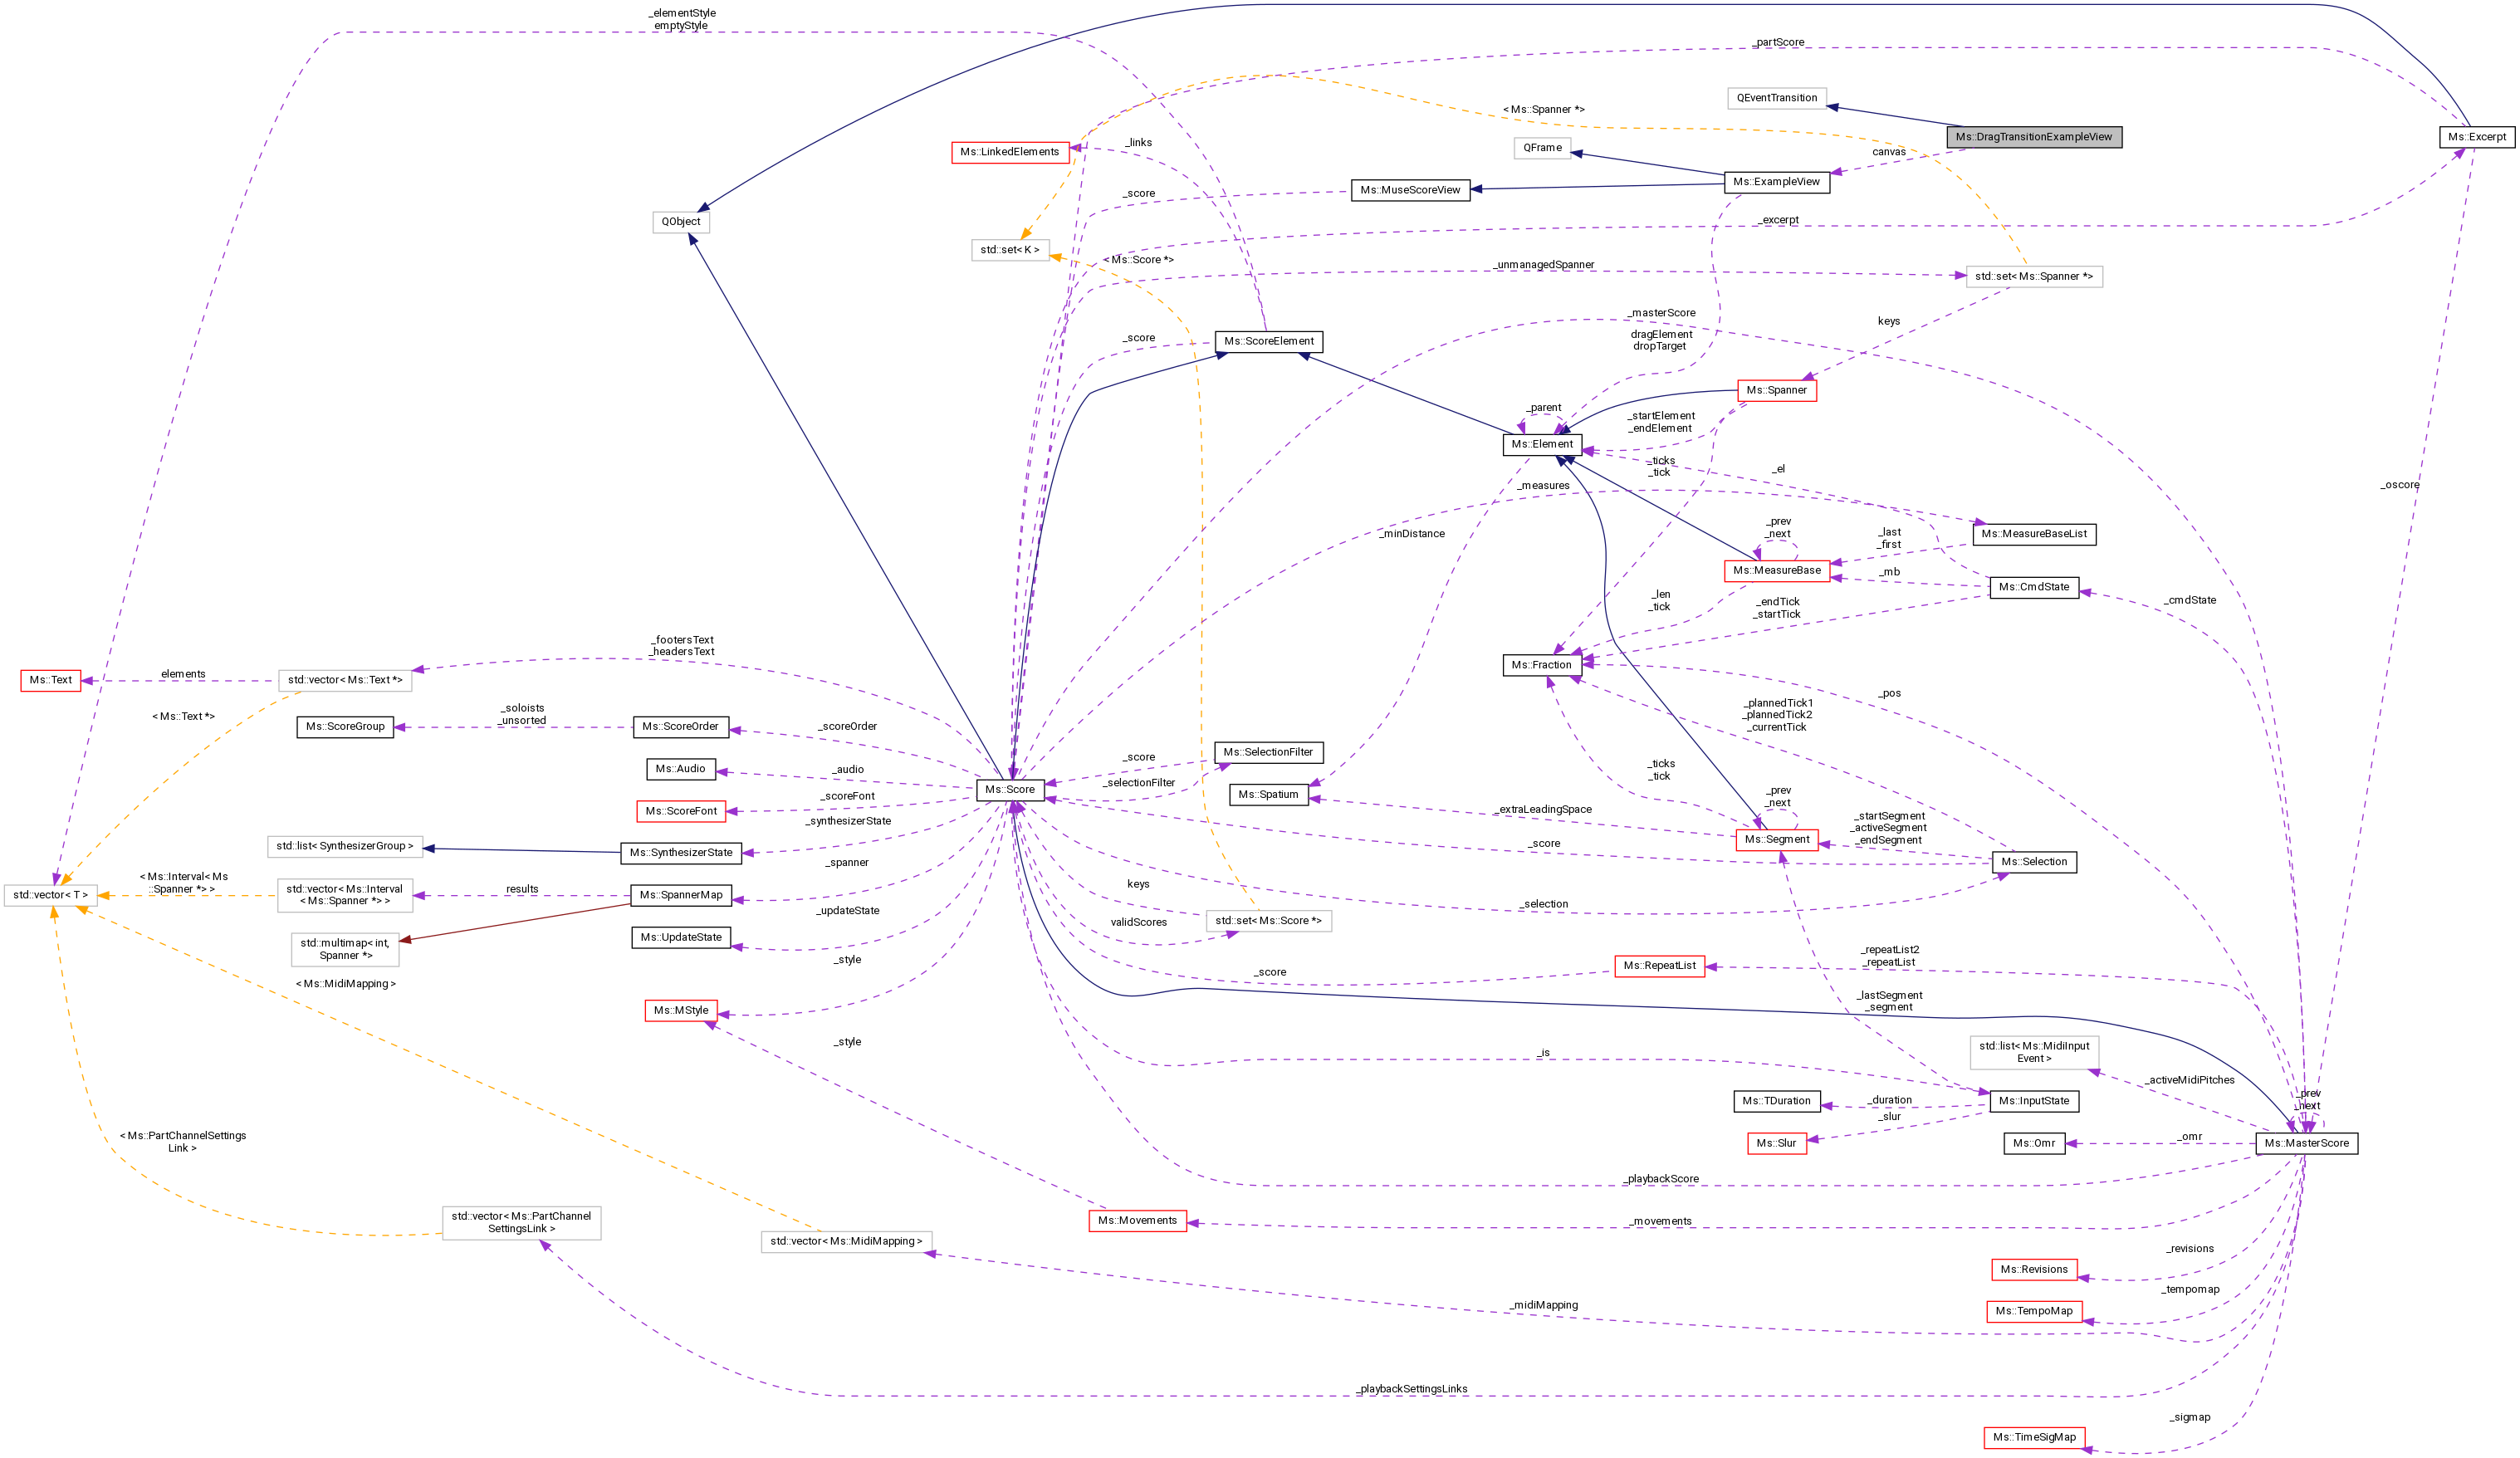 _elementStyle
emptyStyle
_partScore
QEventTransition
< Ms::Spanner *>
Ms::DragTransitionExampleView
Ms::Excerpt
_links
QFrame
canvas
Ms::LinkedElements
Ms::ExampleView
Ms::MuseScoreView
_score
QObject
_excerpt
std::set< K >
< Ms::Score *>
_unmanagedSpanner
std::set< Ms::Spanner *>
_masterScore
keys
_score
Ms::ScoreElement
dragElement
dropTarget
Ms::Spanner
_parent
_startElement
_endElement
Ms::Element
_ticks
_tick
_el
_measures
_oscore
_minDistance
_prev
_next
_last
_first
Ms::MeasureBaseList
Ms::MeasureBase
_mb
Ms::CmdState
_len
_tick
_endTick
_startTick
_cmdState
_footersText
_headersText
Ms::Text
elements
std::vector< Ms::Text *>
Ms::Fraction
_pos
< Ms::Text *>
_soloists
_unsorted
Ms::ScoreGroup
Ms::ScoreOrder
_scoreOrder
_plannedTick1
_plannedTick2
_currentTick
Ms::SelectionFilter
_score
Ms::Audio
_audio
_selectionFilter
_ticks
_tick
Ms::Score
Ms::Spatium
_prev
_next
Ms::ScoreFont
_scoreFont
_extraLeadingSpace
_synthesizerState
Ms::Segment
_startSegment
_activeSegment
_endSegment
std::list< SynthesizerGroup >
Ms::SynthesizerState
_score
Ms::Selection
_spanner
< Ms::Interval< Ms
::Spanner *> >
std::vector< T >
std::vector< Ms::Interval
< Ms::Spanner *> >
results
Ms::SpannerMap
keys
_selection
_updateState
validScores
std::set< Ms::Score *>
std::multimap< int,
Spanner *>
Ms::UpdateState
_style
_repeatList2
_repeatList
_score
Ms::RepeatList
< Ms::MidiMapping >
_lastSegment
_segment
Ms::MStyle
_style
_is
std::list< Ms::MidiInput
Event >
_activeMidiPitches
Ms::TDuration
_duration
Ms::InputState
_slur
_prev
_next
< Ms::PartChannelSettings
Link >
Ms::Slur
Ms::Omr
_omr
Ms::MasterScore
_playbackScore
std::vector< Ms::PartChannel
SettingsLink >
Ms::Movements
_movements
std::vector< Ms::MidiMapping >
_revisions
Ms::Revisions
_midiMapping
_tempomap
Ms::TempoMap
_playbackSettingsLinks
_sigmap
Ms::TimeSigMap